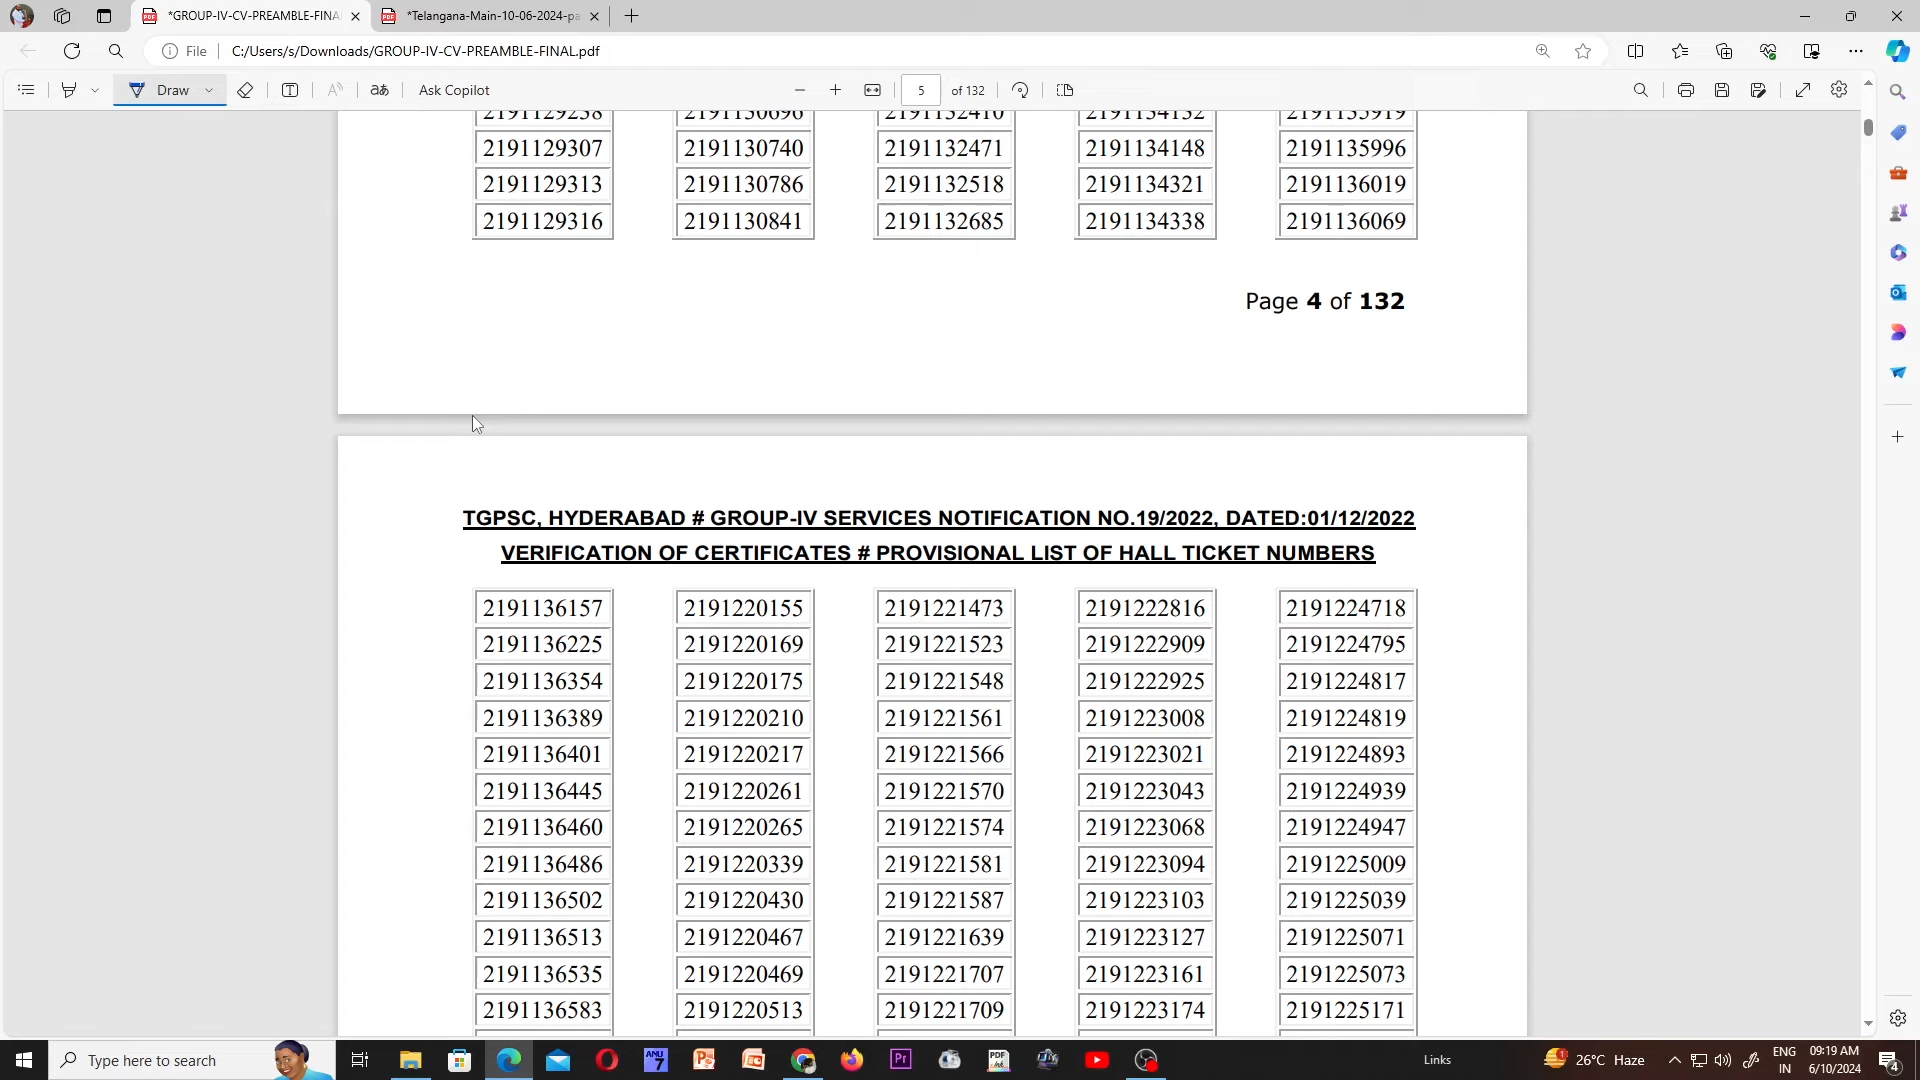 *GROUP-IV-CV-PREAMBLE-FINA
*Telangana-Main-10-06-2024-pa
File
C:/Users/s/Downloads/GROUP-IV-CV-PREAMBLE-FINAL.pdf
Draw
Ask Copilot
5
of 132
2191129238 2191130696 2191132410 2191134132 2191135919
2191129307 2191130740 2191132471 2191134148 2191135996
2191129313 2191130786 2191132518 2191134321 2191136019
2191129316 2191130841 2191132685 2191134338 2191136069
Page 4 of 132
TGPSC, HYDERABAD # GROUP-IV SERVICES NOTIFICATION NO.19/2022, DATED:01/12/2022
VERIFICATION OF CERTIFICATES # PROVISIONAL LIST OF HALL TICKET NUMBERS
2191136157 2191220155 2191221473 2191222816 2191224718
2191136225 2191220169 2191221523 2191222909 2191224795
2191136354 2191220175 2191221548 2191222925 2191224817
2191136389 2191220210 2191221561 2191223008 2191224819
2191136401 2191220217 2191221566 2191223021 2191224893
2191136445 2191220261 2191221570 2191223043 2191224939
2191136460 2191220265 2191221574 2191223068 2191224947
2191136486 2191220339 2191221581 2191223094 2191225009
2191136502 2191220430 2191221587 2191223103 2191225039
2191136513 2191220467 2191221639 2191223127 2191225071
2191136535 2191220469 2191221707 2191223161 2191225073
2191136583 2191220513 2191221709 2191223174 2191225171
Type here to search
Links
26°C Haze
ENG
IN
09:19 AM
6/10/2024